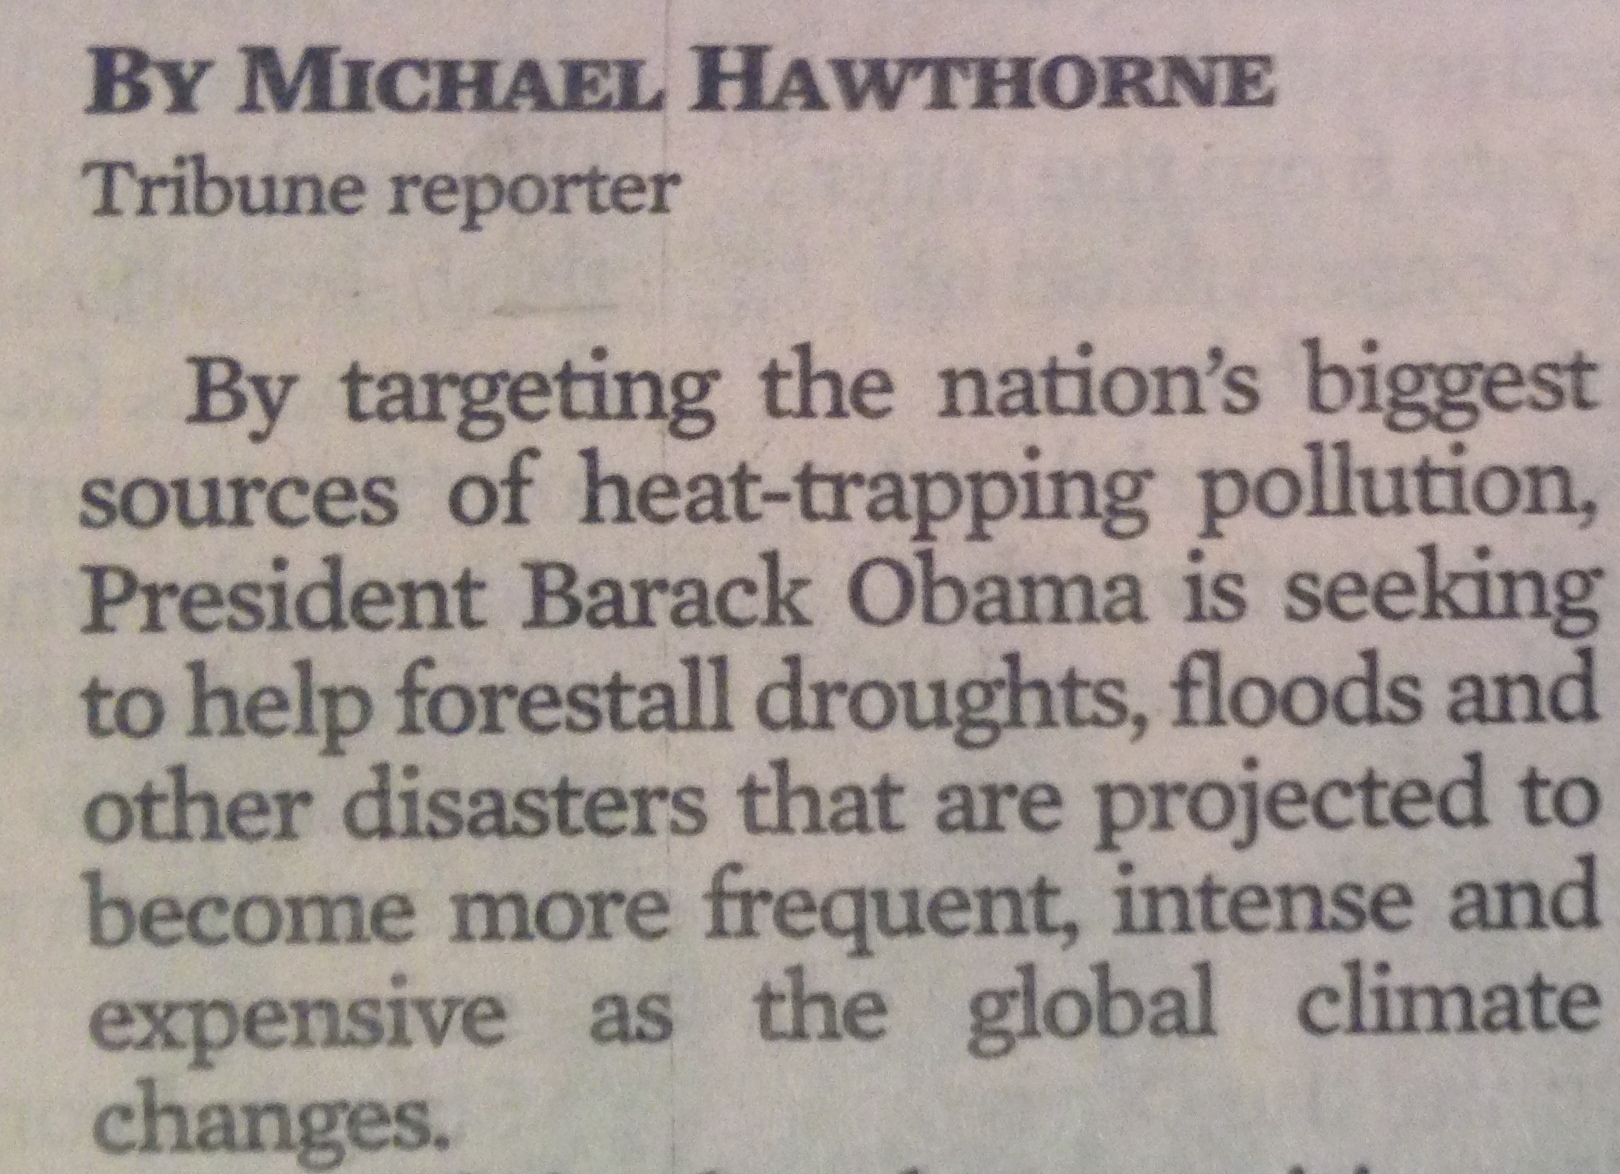 BY MICHAEL HAWTHORNE
Tribune reporter
By targeting the nation’s biggest
sources of heat-trapping pollution,
President Barack Obama is seeking
to help forestall droughts, floods and
other disasters that are projected to
become more frequent, intense and
expensive as the global climate
changes.